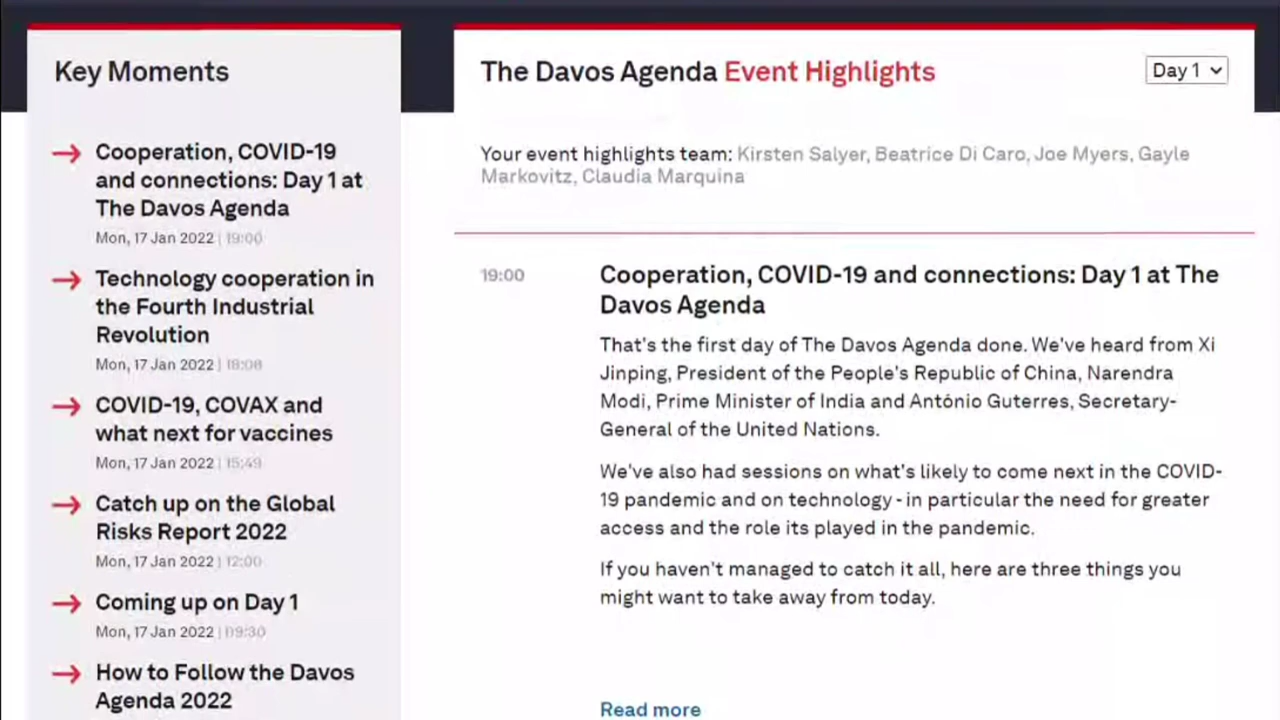 Key Moments
Cooperation, COVID-19
and connections: Day 1 at
The Davos Agenda
Mon, 17 Jan 2022 | 19:00
Technology cooperation in
the Fourth Industrial
Revolution
Mon, 17 Jan 2022 | 18:08
COVID-19, COVAX and
what next for vaccines
Mon, 17 Jan 2022 | 15:49
Catch up on the Global
Risks Report 2022
Mon, 17 Jan 2022 | 12:00
Coming up on Day 1
Mon, 17 Jan 2022 | 09:30
How to Follow the Davos
Agenda 2022
The Davos Agenda Event Highlights
Day 1
Your event highlights team: Kirsten Salyer, Beatrice Di Caro, Joe Myers, Gayle
Markovitz, Claudia Marquina
19:00
Cooperation, COVID-19 and connections: Day 1 at The
Davos Agenda
That's the first day of The Davos Agenda done. We've heard from Xi
Jinping, President of the People's Republic of China, Narendra
Modi, Prime Minister of India and António Guterres, Secretary-
General of the United Nations.
We've also had sessions on what's likely to come next in the COVID-
19 pandemic and on technology - in particular the need for greater
access and the role its played in the pandemic.
If you haven't managed to catch it all, here are three things you
might want to take away from today.
Read more